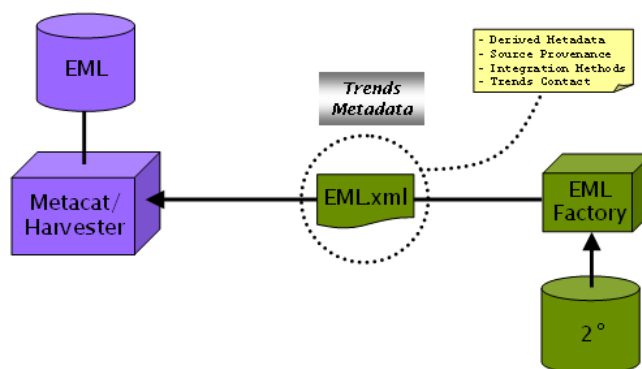 EML
Trends
Metadata
- Derived Metadata
- Source Provenance
- Integration Methods
- Trends Contact
Metacat/
Harvester
EML.xml
EML
Factory
2°